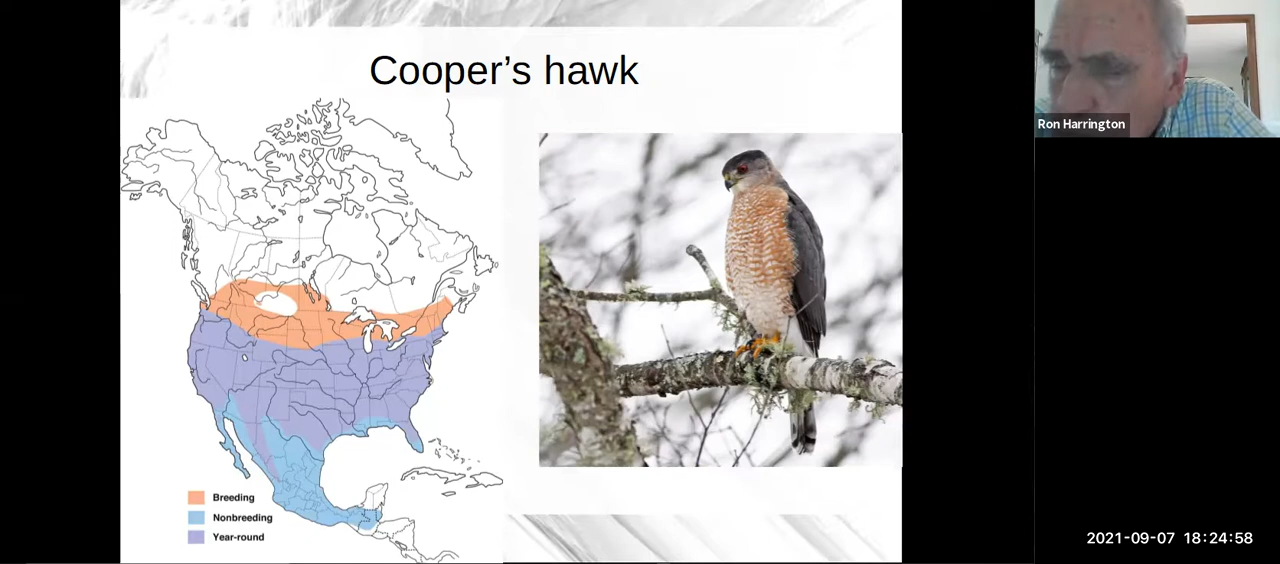 Cooper’s hawk
Breeding
Nonbreeding
Year-round
Ron Harrington
2021-09-07 18:24:58